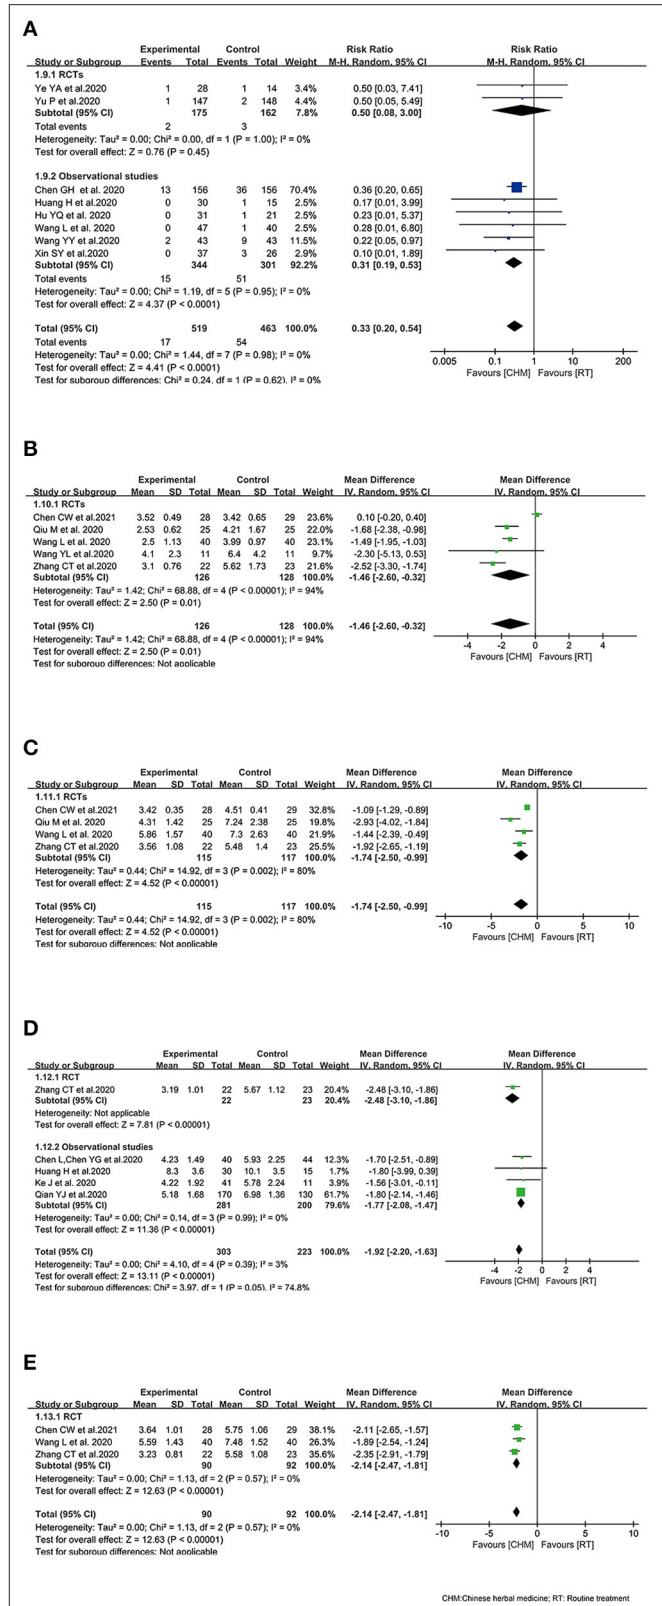 A
Experimental Control Risk Ratio Risk Ratio
Study or Subgroup Events Total Events Total Weight M-H. Random. 95% CI M-H. Random. 95% CI
1.9.1 RCTs
Ye YA et al.2020 1 28 1 14 3.4% 0.50 [0.03, 7.41]
Yu P et al.2020 1 147 2 148 4.4% 0.50 [0.05, 5.49]
Subtotal (95% CI) 175 162 7.8% 0.50 [0.08, 3.00]
Total events 2 3
Heterogeneity: Tau² = 0.00; Chi² = 0.00, df = 1 (P = 1.00); I² = 0%
Test for overall effect: Z = 0.76 (P = 0.45)
1.9.2 Observational studies
Chen GH et al. 2020 13 156 36 156 70.4% 0.36 [0.20, 0.65]
Huang H et al. 2020 0 30 1 15 2.5% 0.17 [0.01, 3.99]
Hu YQ et al. 2020 0 31 1 21 2.5% 0.23 [0.01, 5.37]
Wang L et al. 2020 0 47 1 40 2.5% 0.28 [0.01, 6.80]
Wang YY et al. 2020 2 43 9 43 11.5% 0.22 [0.05, 0.97]
Xin SY et al. 2020 0 37 3 26 2.9% 0.10 [0.01, 1.89]
Subtotal (95% CI) 344 301 92.2% 0.31 [0.19, 0.53]
Total events 15 51
Heterogeneity: Tau² = 0.00; Chi² = 1.19, df = 5 (P = 0.95); I² = 0%
Test for overall effect: Z = 4.37 (P < 0.0001)
Total (95% CI) 519 463 100.0% 0.33 [0.20, 0.54]
Total events 17 54
Heterogeneity: Tau² = 0.00; Chi² = 1.44, df = 7 (P = 0.98); I² = 0%
Test for overall effect: Z = 4.41 (P < 0.0001)
Test for subgroup differences: Chi² = 0.24, df = 1 (P = 0.62), I² = 0%
0.005 0.1 1 10 200
Favours [CHM] Favours [RT]
B
Experimental Control Mean Difference Mean Difference
Study or Subgroup Mean SD Total Mean SD Total Weight IV. Random. 95% CI IV. Random. 95% CI
1.10.1 RCTs
Chen CW et al.2021 3.52 0.49 28 3.42 0.65 29 23.6% 0.10 [-0.20, 0.40]
Qiu M et al. 2020 2.53 0.62 25 4.21 1.67 25 22.0% -1.68 [-2.38, -0.98]
Wang L et al. 2020 2.5 1.13 40 3.99 0.97 40 23.1% -1.49 [-1.95, -1.03]
Wang YL et al. 2020 4.1 2.3 11 6.4 4.2 11 9.7% -2.30 [-5.13, 0.53]
Zhang CT et al.2020 3.1 0.76 22 5.62 1.73 23 21.6% -2.52 [-3.30, -1.74]
Subtotal (95% CI) 126 128 100.0% -1.46 [-2.60, -0.32]
Heterogeneity: Tau² = 1.42; Chi² = 68.88, df = 4 (P < 0.00001); I² = 94%
Test for overall effect: Z = 2.50 (P = 0.01)
Total (95% CI) 126 128 100.0% -1.46 [-2.60, -0.32]
Heterogeneity: Tau² = 1.42; Chi² = 68.88, df = 4 (P < 0.00001); I² = 94%
Test for overall effect: Z = 2.50 (P = 0.01)
Test for subgroup differences: Not applicable
-4 -2 0 2 4
Favours [CHM] Favours [RT]
C
Experimental Control Mean Difference Mean Difference
Study or Subgroup Mean SD Total Mean SD Total Weight IV. Random. 95% CI IV. Random. 95% CI
1.11.1 RCTs
Chen CW et al.2021 3.42 0.35 28 4.51 0.41 29 32.8% -1.09 [-1.29, -0.89]
Qiu M et al. 2020 4.31 1.42 25 7.24 2.38 25 19.8% -2.93 [-4.02, -1.84]
Wang L et al. 2020 5.86 1.57 40 7.3 2.63 40 21.9% -1.44 [-2.39, -0.49]
Zhang CT et al.2020 3.56 1.08 22 5.48 1.4 23 25.5% -1.92 [-2.65, -1.19]
Subtotal (95% CI) 115 117 100.0% -1.74 [-2.50, -0.99]
Heterogeneity: Tau² = 0.44; Chi² = 14.92, df = 3 (P = 0.002); I² = 80%
Test for overall effect: Z = 4.52 (P < 0.00001)
Total (95% CI) 115 117 100.0% -1.74 [-2.50, -0.99]
Heterogeneity: Tau² = 0.44; Chi² = 14.92, df = 3 (P = 0.002); I² = 80%
Test for overall effect: Z = 4.52 (P < 0.00001)
Test for subgroup differences: Not applicable
-10 -5 0 5 10
Favours [CHM] Favours [RT]
D
Experimental Control Mean Difference Mean Difference
Study or Subgroup Mean SD Total Mean SD Total Weight IV. Random. 95% CI IV. Random. 95% CI
1.12.1 RCT
Zhang CT et al.2020 3.19 1.01 22 5.67 1.12 23 20.4% -2.48 [-3.10, -1.86]
Subtotal (95% CI) 22 23 20.4% -2.48 [-3.10, -1.86]
Heterogeneity: Not applicable
Test for overall effect: Z = 7.81 (P < 0.00001)
1.12.2 Observational studies
Chen L,Chen YG et al.2020 4.23 1.49 40 5.93 2.25 44 12.3% -1.70 [-2.51, -0.89]
Huang H et al.2020 8.3 3.6 30 10.1 3.5 15 1.7% -1.80 [-3.99, 0.39]
Ke J et al.2020 4.22 1.92 41 5.78 2.24 11 3.9% -1.56 [-3.01, -0.11]
Qian YJ et al.2020 5.18 1.68 170 6.98 1.36 130 61.7% -1.80 [-2.14, -1.46]
Subtotal (95% CI) 281 200 79.6% -1.77 [-2.08, -1.47]
Heterogeneity: Tau² = 0.00; Chi² = 0.14, df = 3 (P = 0.99); I² = 0%
Test for overall effect: Z = 11.36 (P < 0.00001)
Total (95% CI) 303 223 100.0% -1.92 [-2.20, -1.63]
Heterogeneity: Tau² = 0.00; Chi² = 4.10, df = 4 (P = 0.39); I² = 3%
Test for overall effect: Z = 13.11 (P < 0.00001)
Test for subgroup differences: Chi² = 3.97, df = 1 (P = 0.05), I² = 74.8%
-4 -2 0 2 4
Favours [CHM] Favours [RT]
E
Experimental Control Mean Difference Mean Difference
Study or Subgroup Mean SD Total Mean SD Total Weight IV. Random. 95% CI IV. Random. 95% CI
1.13.1 RCT
Chen CW et al.2021 3.64 1.01 28 5.75 1.06 29 38.1% -2.11 [-2.65, -1.57]
Wang L et al. 2020 5.59 1.43 40 7.48 1.52 40 26.3% -1.89 [-2.54, -1.24]
Zhang CT et al.2020 3.23 0.81 22 5.58 1.08 23 35.6% -2.35 [-2.91, -1.79]
Subtotal (95% CI) 90 92 100.0% -2.14 [-2.47, -1.81]
Heterogeneity: Tau² = 0.00; Chi² = 1.13, df = 2 (P = 0.57); I² = 0%
Test for overall effect: Z = 12.63 (P < 0.00001)
Total (95% CI) 90 92 100.0% -2.14 [-2.47, -1.81]
Heterogeneity: Tau² = 0.00; Chi² = 1.13, df = 2 (P = 0.57); I² = 0%
Test for overall effect: Z = 12.63 (P < 0.00001)
Test for subgroup differences: Not applicable
-10 -5 0 5 10
Favours [CHM] Favours [RT]
CHM:Chinese herbal medicine; RT: Routine treatment